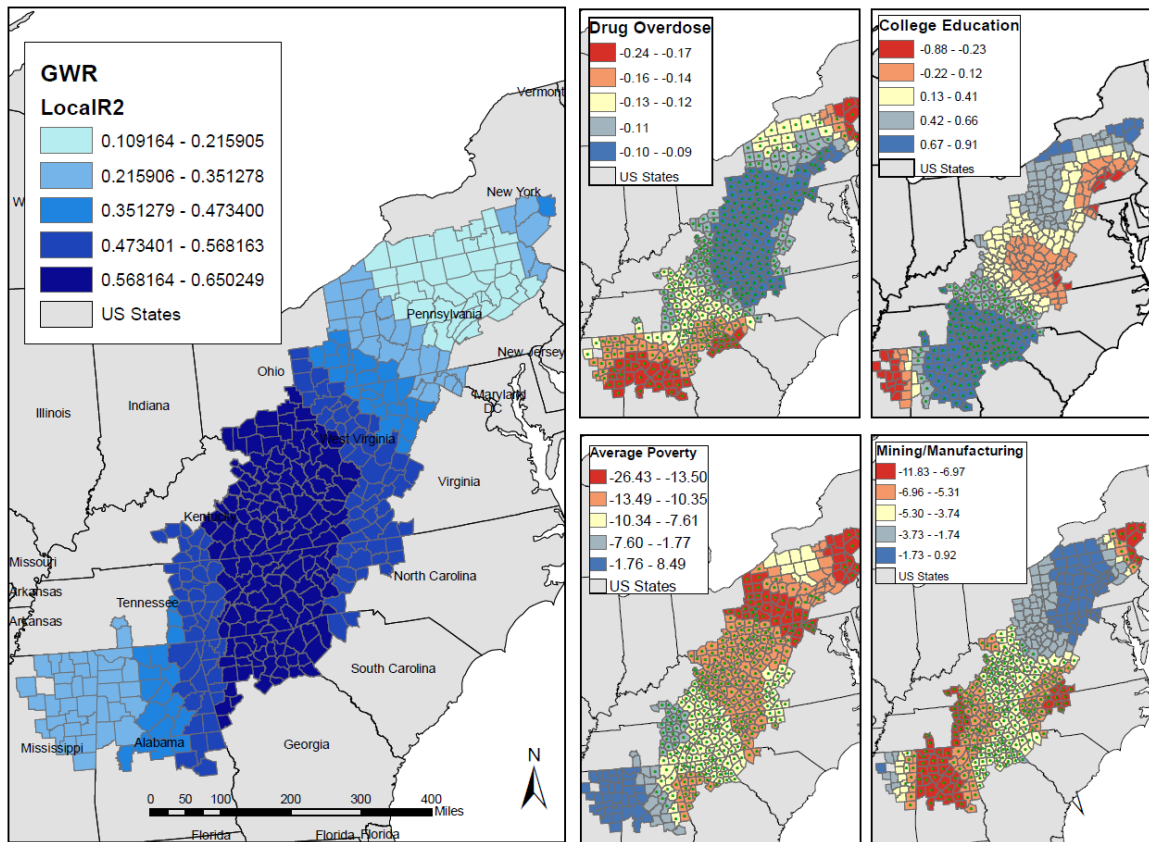 GWR
LocalR2
0.109164 - 0.215905
0.215906 - 0.351278
0.351279 - 0.473400
0.473401 - 0.568163
0.568164 - 0.650249
US States
Vermont
W
New York
Pennsylvania
New Jersey
Ohio
Maryland
DC
Illinois
Indiana
West Virginia
Virginia
Kentucky
Missouri
North Carolina
Arkansas
Tennessee
Arkansas
South Carolina
Mississippi
Alabama
Georgia
N
0 50 100 200 300 400
Miles
Florida
Florida
Florida
Drug Overdose
-0.24 - -0.17
-0.16 - -0.14
-0.13 - -0.12
-0.11
-0.10 - -0.09
US States
College Education
-0.88 - -0.23
-0.22 - 0.12
0.13 - 0.41
0.42 - 0.66
0.67 - 0.91
US States
Average Poverty
-26.43 - -13.50
-13.49 - -10.35
-10.34 - -7.61
-7.60 - -1.77
-1.76 - 8.49
US States
Mining/Manufacturing
-11.83 - -6.97
-6.96 - -5.31
-5.30 - -3.74
-3.73 - -1.74
-1.73 - 0.92
US States